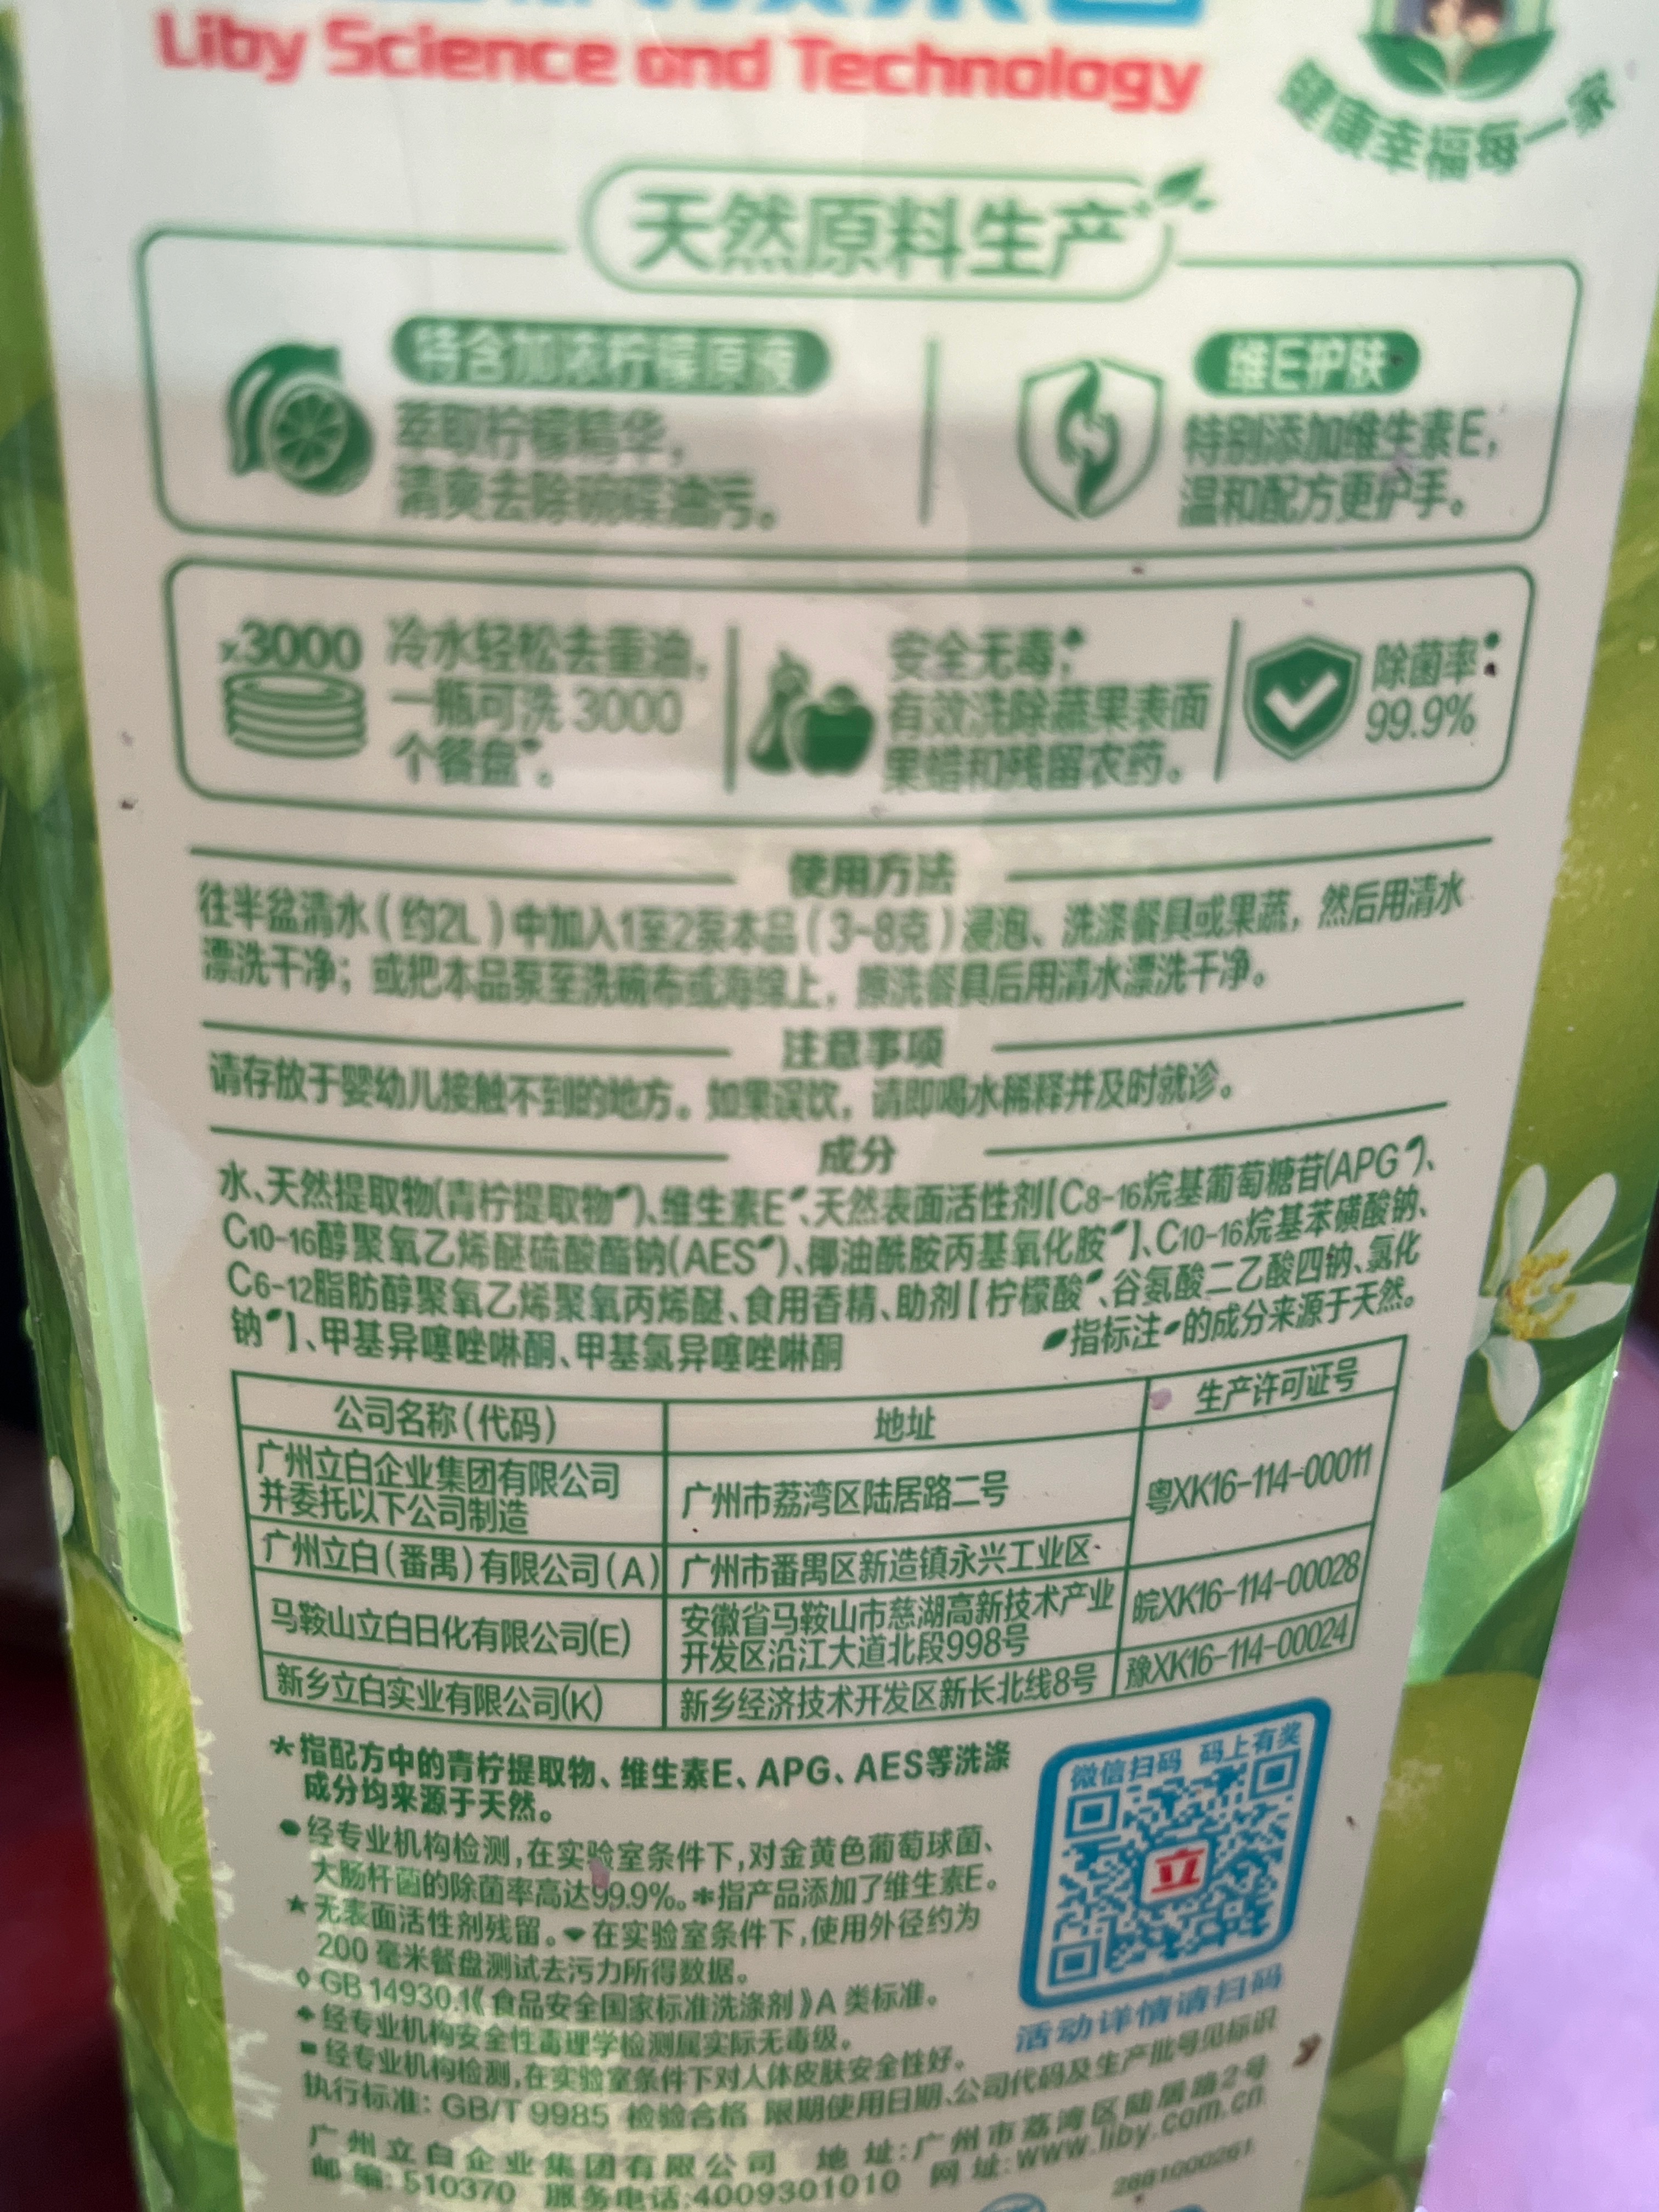 Liby Science and Technology
健康幸福每一家
天然原料生产
特含加浓柠檬原液
萃取柠檬精华，
清爽去除碗碟油污。
维E护肤
特别添加维生素E，
温和配方更护手。
x3000
冷水轻松去重油，
一瓶可洗 3000
个餐盘。
安全无毒，
有效洗除蔬果表面
果蜡和残留农药。
除菌率
99.9%
使用方法
往半盆清水（约2L）中加入1至2泵本品（3-8克）浸泡、洗涤餐具或果蔬，然后用清水
漂洗干净；或把本品泵至洗碗布或海绵上，擦洗餐具后用清水漂洗干净。
注意事项
请存放于婴幼儿接触不到的地方。如果误饮，请即喝水稀释并及时就诊。
成分
水、天然提取物(青柠提取物)、维生素E、天然表面活性剂【C8-16烷基葡萄糖苷(APG)、
C10-16醇聚氧乙烯醚硫酸酯钠(AES)、椰油酰胺丙基氧化胺】、C10-16烷基苯磺酸钠、
C6-12脂肪醇聚氧乙烯聚氧丙烯醚、食用香精、助剂【柠檬酸、谷氨酸二乙酸四钠、氯化
钠】、甲基异噻唑啉酮、甲基氯异噻唑啉酮
指标注的成分来源于天然。
公司名称（代码） 地址 生产许可证号
广州立白企业集团有限公司
并委托以下公司制造
广州市荔湾区陆居路二号
粤XK16-114-00011
广州立白（番禺）有限公司（A） 广州市番禺区新造镇永兴工业区
马鞍山立白日化有限公司(E)
安徽省马鞍山市慈湖高新技术产业
开发区沿江大道北段998号
皖XK16-114-00028
新乡立白实业有限公司(K) 新乡经济技术开发区新长北线8号 豫XK16-114-00024
*指配方中的青柠提取物、维生素E、APG、AES等洗涤
成分均来源于天然。
●经专业机构检测,在实验室条件下,对金黄色葡萄球菌、
大肠杆菌的除菌率高达99.9%。*指产品添加了维生素E。
★无表面活性剂残留。在实验室条件下,使用外径约为
200 毫米餐盘测试去污力所得数据。
◊GB 14930.1《食品安全国家标准洗涤剂》A 类标准。
♠经专业机构安全性毒理学检测属实际无毒级。
■经专业机构检测,在实验室条件下对人体皮肤安全性好。
执行标准：GB/T 9985 检验合格 限期使用日期、公司代码及生产批号见标识
广州立白企业集团有限公司 地址:广州市荔湾区陆居路2号
邮编:510370 服务电话:4009301010 网址:www.liby.com.cn
微信扫码 码上有奖
立
活动详情请扫码